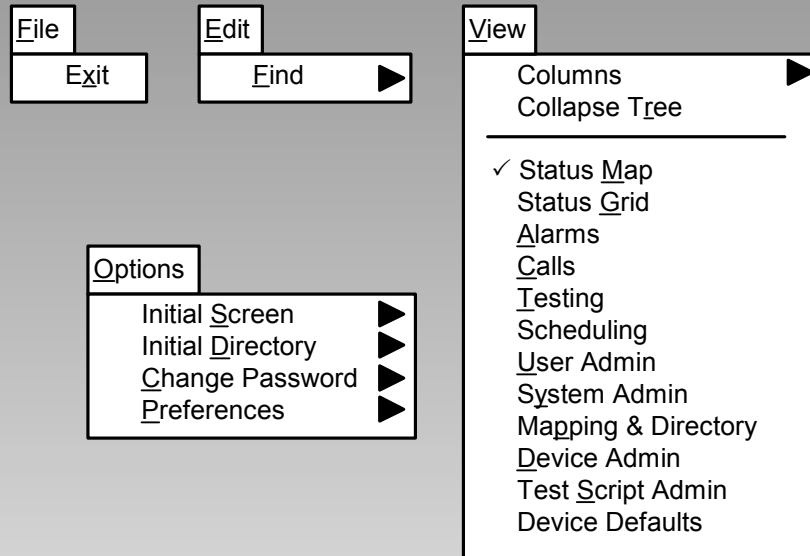 File
Exit
Edit
Find
View
Columns
Collapse Tree
✓ Status Map
Status Grid
Alarms
Calls
Testing
Scheduling
User Admin
System Admin
Mapping & Directory
Device Admin
Test Script Admin
Device Defaults
Options
Initial Screen
Initial Directory
Change Password
Preferences